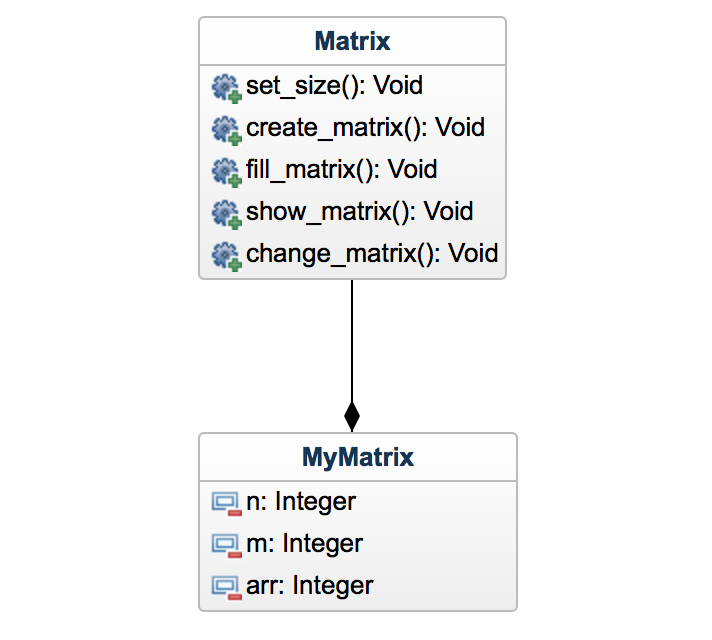 Matrix
set_size(): Void
create_matrix(): Void
fill_matrix(): Void
show_matrix(): Void
change_matrix(): Void
MyMatrix
n: Integer
m: Integer
arr: Integer